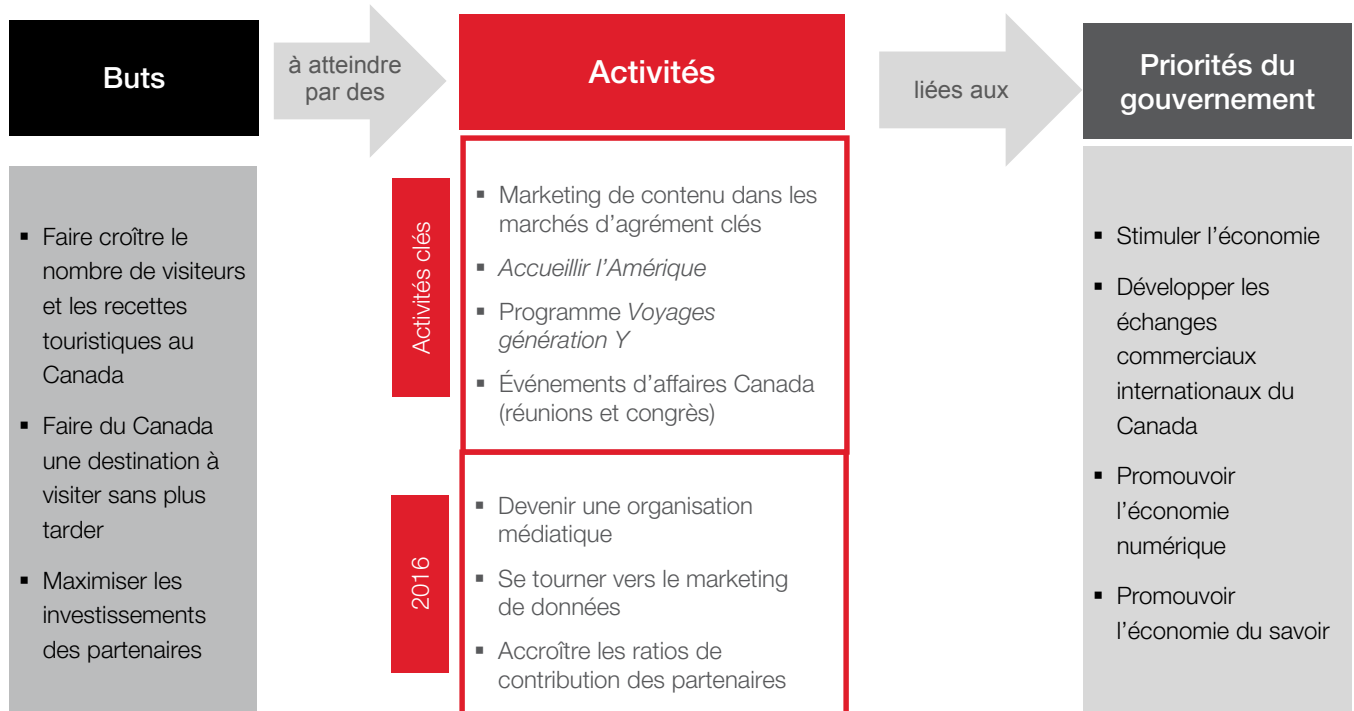 Buts
à atteindre
par des
Activités
liées aux
Priorités du
gouvernement
▪ Faire croître le
nombre de visiteurs
et les recettes
touristiques au
Canada
▪ Faire du Canada
une destination à
visiter sans plus
tarder
▪ Maximiser les
investissements
des partenaires
Activités clés
▪ Marketing de contenu dans les
marchés d’agrément clés
▪ Accueillir l’Amérique
▪ Programme Voyages
génération Y
▪ Événements d’affaires Canada
(réunions et congrès)
2016
▪ Devenir une organisation
médiatique
▪ Se tourner vers le marketing
de données
▪ Accroître les ratios de
contribution des partenaires
▪ Stimuler l’économie
▪ Développer les
échanges
commerciaux
internationaux du
Canada
▪ Promouvoir
l’économie
numérique
▪ Promouvoir
l’économie du savoir